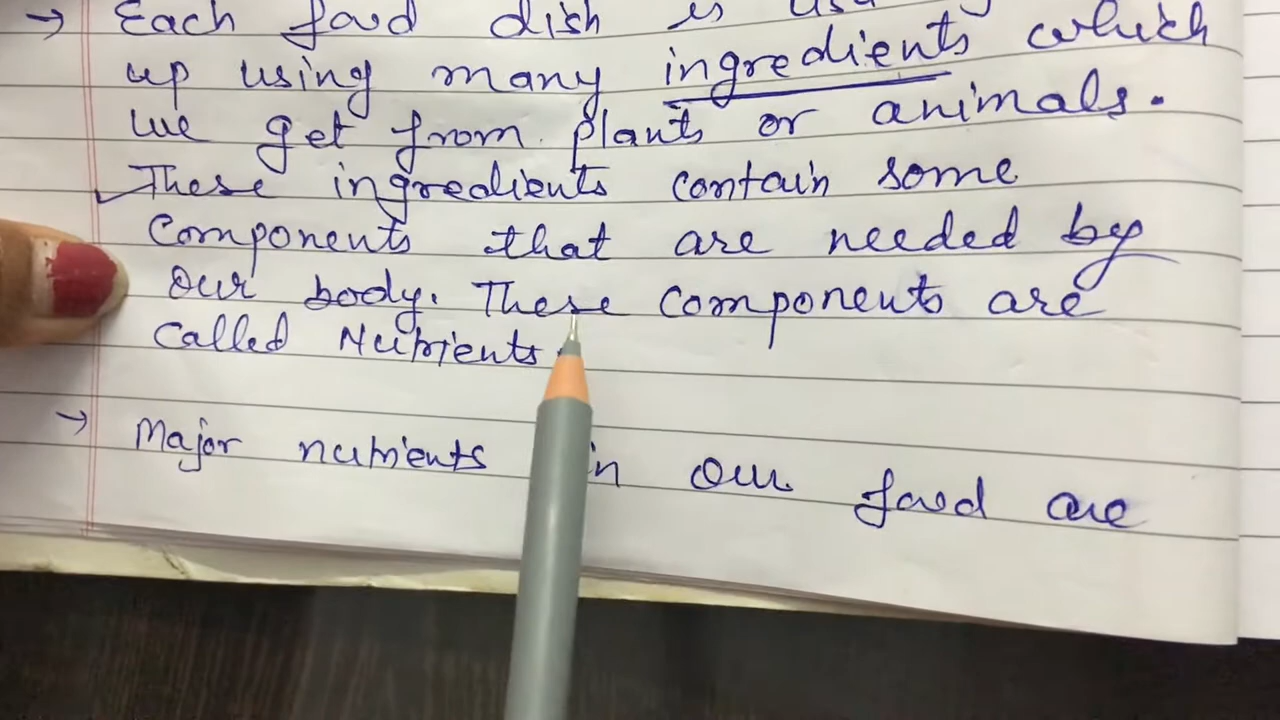 → Each food dish is
up using many ingredients which
we get from plants or animals.
These ingredients contain some
Components that are needed by
our body. These Components are
Called Nutrients.
→ Major nutrients in our food are